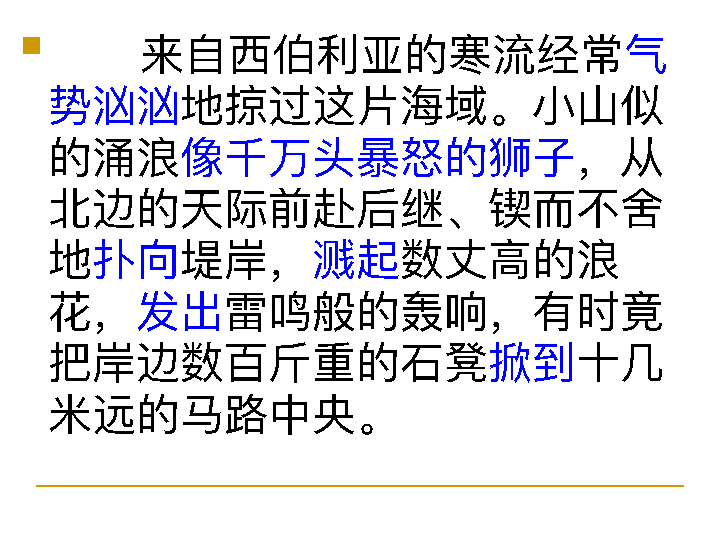 来自西伯利亚的寒流经常气
势汹汹地掠过这片海域。小山似
的涌浪像千万头暴怒的狮子，从
北边的天际前赴后继、锲而不舍
地扑向堤岸，溅起数丈高的浪
花，发出雷鸣般的轰响，有时竟
把岸边数百斤重的石凳掀到十几
米远的马路中央。